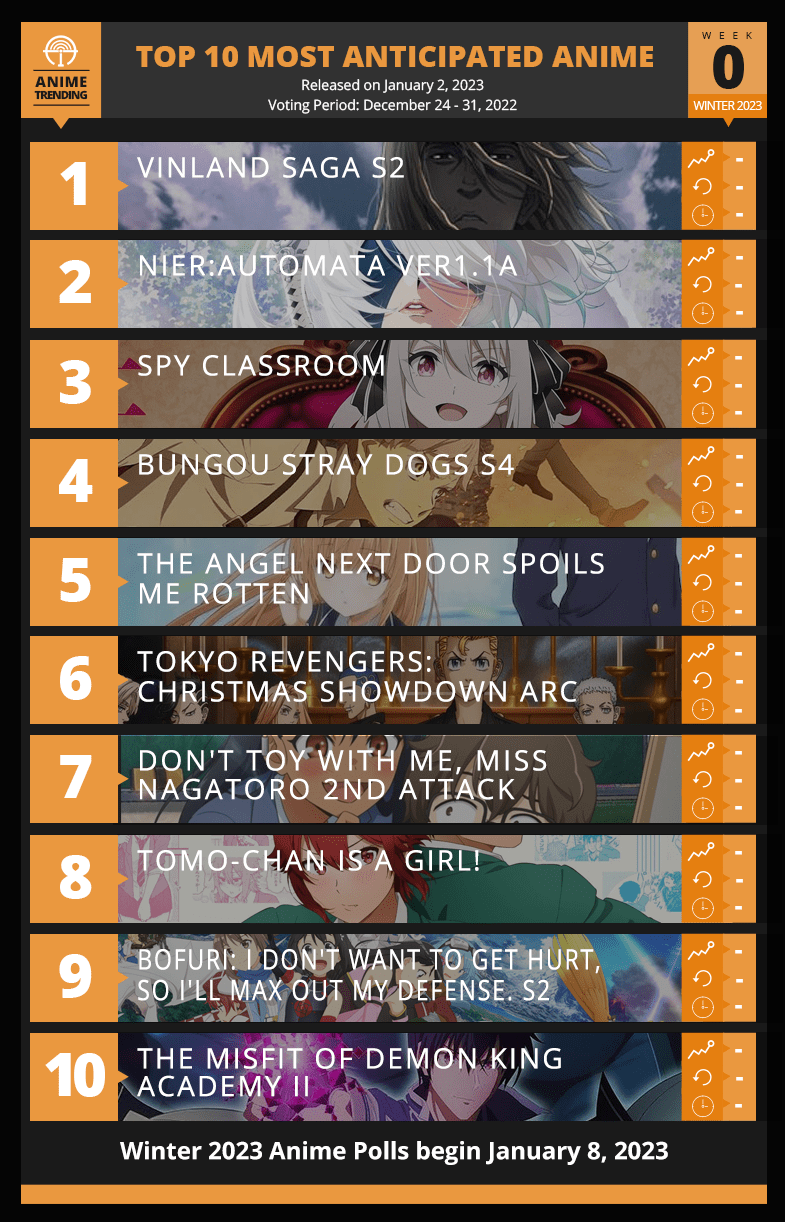 ANIME
TRENDING
TOP 10 MOST ANTICIPATED ANIME
Released on January 2, 2023
Voting Period: December 24 - 31, 2022
WEEK
0
WINTER 2023
1
VINLAND SAGA S2
-
-
-
2
NIER:AUTOMATA VER1.1A
-
-
-
3
SPY CLASSROOM
-
-
-
4
BUNGOU STRAY DOGS S4
-
-
-
5
THE ANGEL NEXT DOOR SPOILS
ME ROTTEN
-
-
-
6
TOKYO REVENGERS:
CHRISTMAS SHOWDOWN ARC
-
-
-
7
DON'T TOY WITH ME, MISS
NAGATORO 2ND ATTACK
-
-
-
8
TOMO-CHAN IS A GIRL!
-
-
-
9
BOFURI: I DON'T WANT TO GET HURT,
SO I'LL MAX OUT MY DEFENSE. S2
-
-
-
10
THE MISFIT OF DEMON KING
ACADEMY II
-
-
-
Winter 2023 Anime Polls begin January 8, 2023